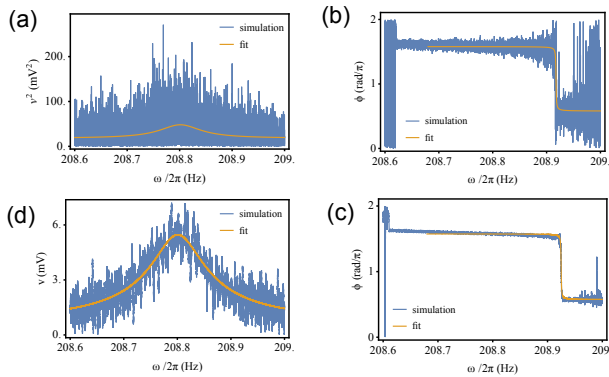 (a)
simulation
fit
v² (mV²)
200.
100.
0.
208.6 208.7 208.8 208.9 209.
ω/2π (Hz)
(b)
ϕ (rad/π)
2
1
0
simulation
fit
208.6 208.7 208.8 208.9 209.
ω/2π (Hz)
(d)
simulation
fit
v (mV)
6.
3.
0.
208.6 208.7 208.8 208.9 209.
ω/2π (Hz)
(c)
ϕ (rad/π)
2
1
0
simulation
fit
208.6 208.7 208.8 208.9 209.
ω/2π (Hz)